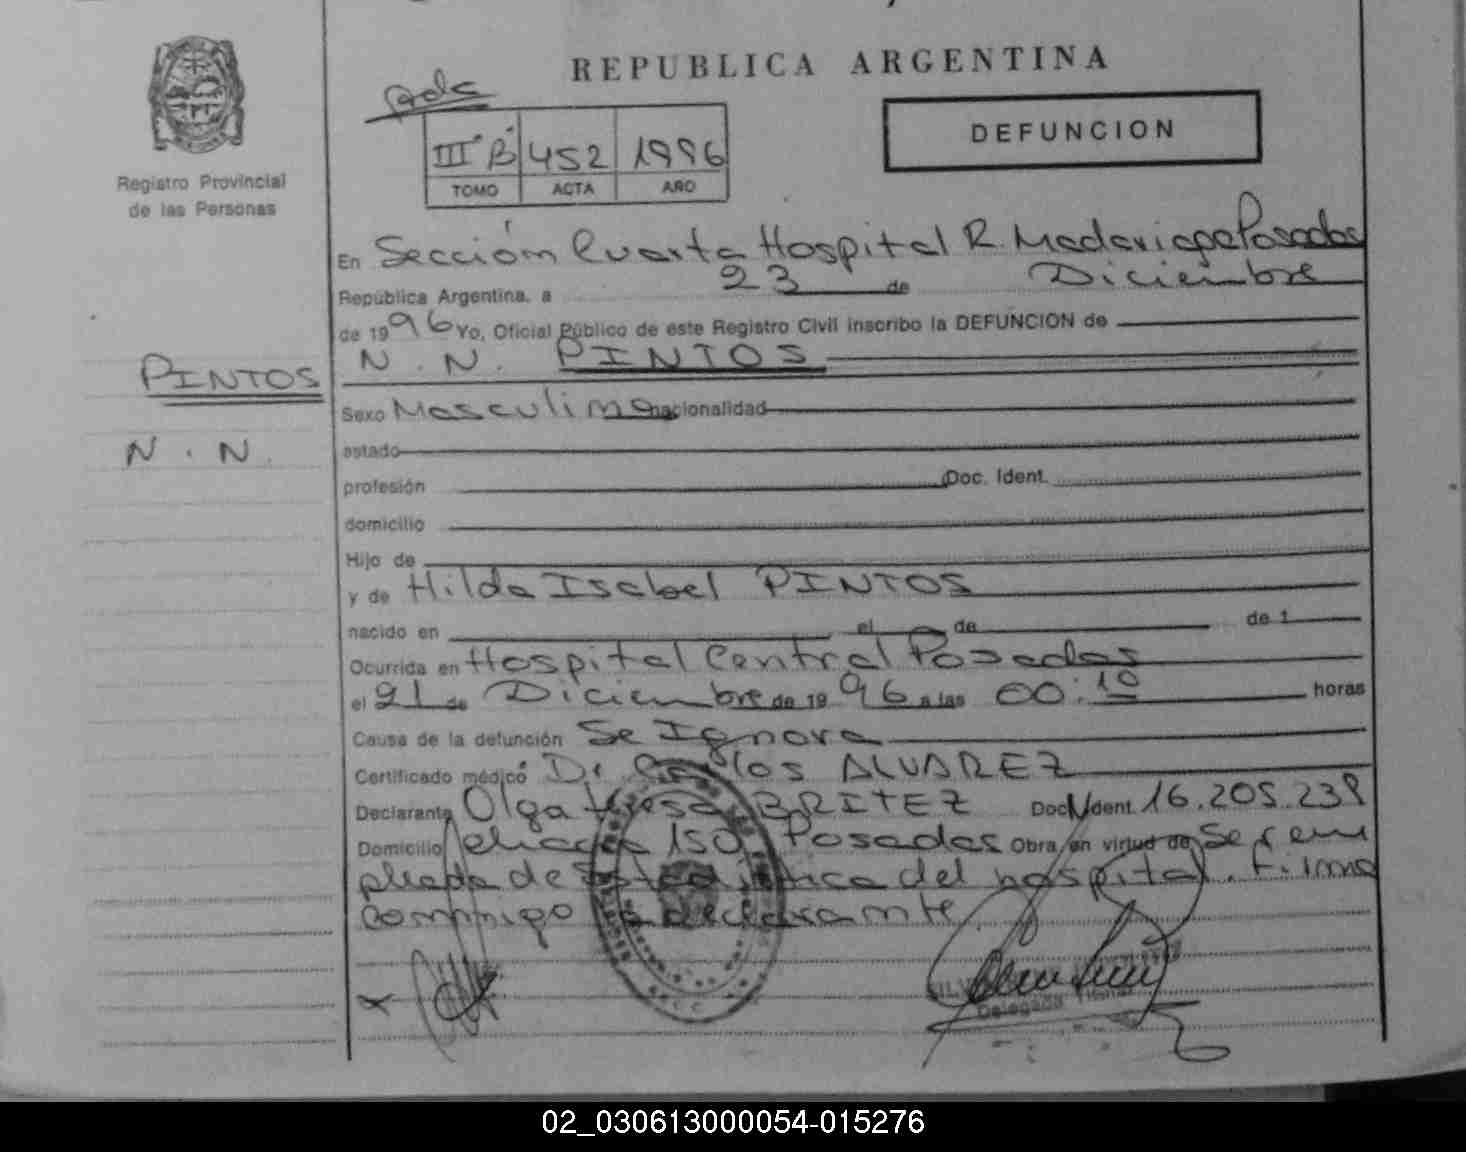 REPUBLICA ARGENTINA
Registro Provincial
de las Personas
III "B" 452 1996
TOMO ACTA AÑO
DEFUNCION
En Sección Cuarta Hospital R. Madariaga Posadas
República Argentina, a 23 de Diciembre
de 1996 Yo, Oficial Público de este Registro Civil inscribo la DEFUNCION de
N. N. PINTOS
PINTOS
N. N.
Sexo Masculino nacionalidad
estado
profesión Doc. Ident.
domicilio
Hijo de
y de Hilda Isabel PINTOS
nacido en el de de 1
Ocurrida en Hospital Central Posadas
el 21 de Diciembre de 1996 a las 00:10 horas
Causa de la defunción Se Ignora
Certificado médico Dr Carlos ALVAREZ
Declarante Olga BRITEZ Doc. Ident. 16.205.238
Domicilio 150 Posadas Obra en virtud de Ser em
pleada de Estadística del hospital. Firma
conmigo la declarante
Delegada Titular
02_030613000054-015276